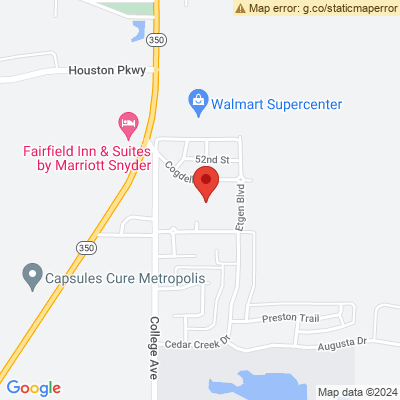 Map error: g.co/staticmaperror
350
Houston Pkwy
Walmart Supercenter
Fairfield Inn & Suites
by Marriott Snyder
52nd St
Cogdell
Etgen Blvd
350
Capsules Cure Metropolis
College Ave
Preston Trail
Cedar Creek Dr
Augusta Dr
Google
Map data ©2024